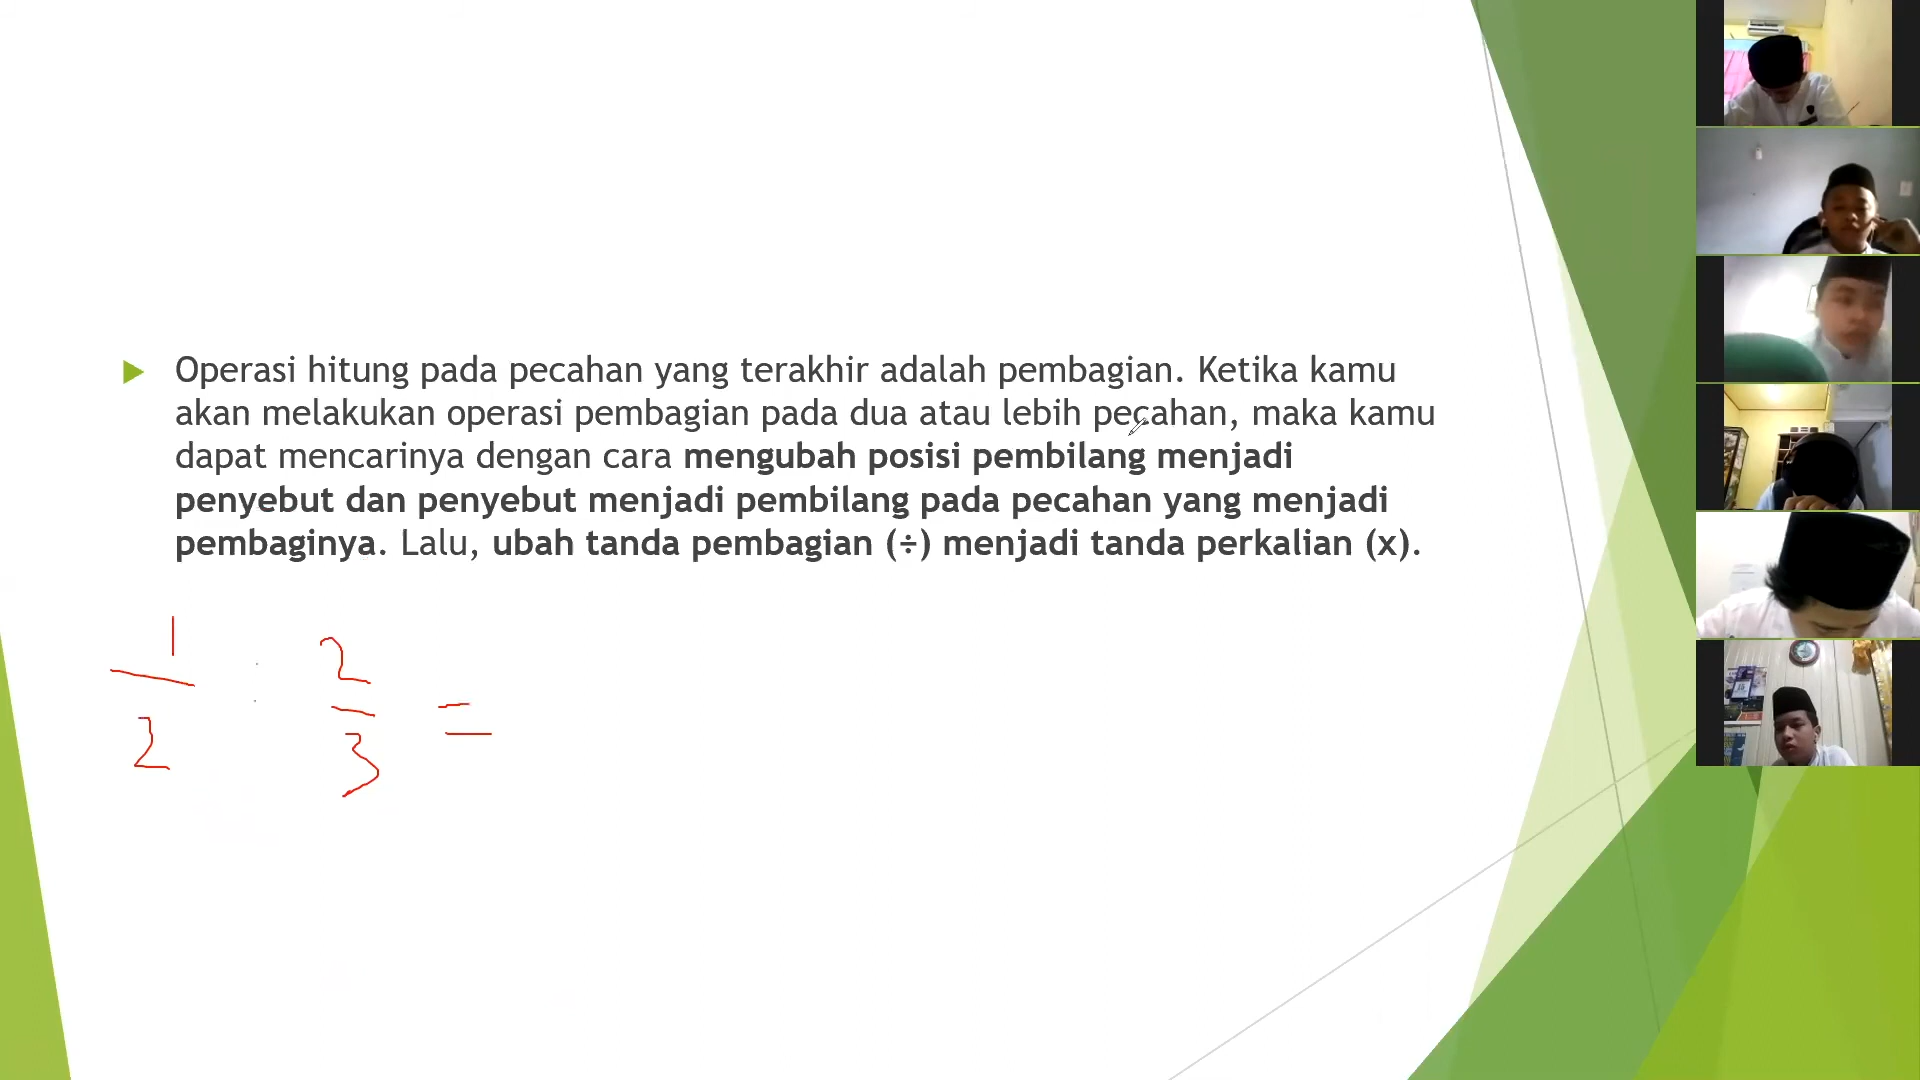 Operasi hitung pada pecahan yang terakhir adalah pembagian. Ketika kamu
akan melakukan operasi pembagian pada dua atau lebih pecahan, maka kamu
dapat mencarinya dengan cara mengubah posisi pembilang menjadi
penyebut dan penyebut menjadi pembilang pada pecahan yang menjadi
pembaginya. Lalu, ubah tanda pembagian (÷) menjadi tanda perkalian (x).
1/2 : 2/3 =